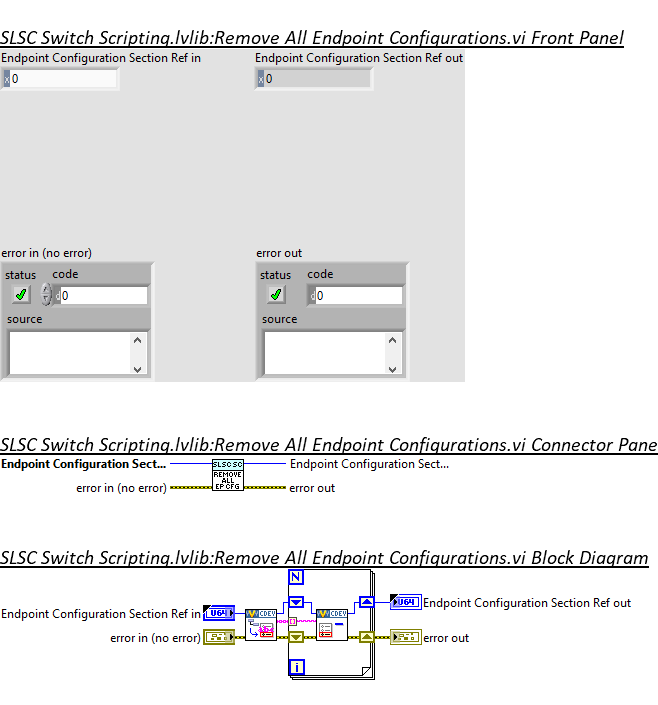 SLSC Switch Scripting.lvlib:Remove All Endpoint Configurations.vi Front Panel
Endpoint Configuration Section Ref in
Endpoint Configuration Section Ref out
x 0
x 0
error in (no error)
error out
status code
status code
d 0
d 0
source
source
SLSC Switch Scripting.lvlib:Remove All Endpoint Configurations.vi Connector Pane
Endpoint Configuration Sect...
SLSC SC
REMOVE
ALL
EP CFG
Endpoint Configuration Sect...
error in (no error)
error out
SLSC Switch Scripting.lvlib:Remove All Endpoint Configurations.vi Block Diagram
N
Endpoint Configuration Section Ref in
U64
CDEV
CDEV
U64
Endpoint Configuration Section Ref out
error in (no error)
error out
i